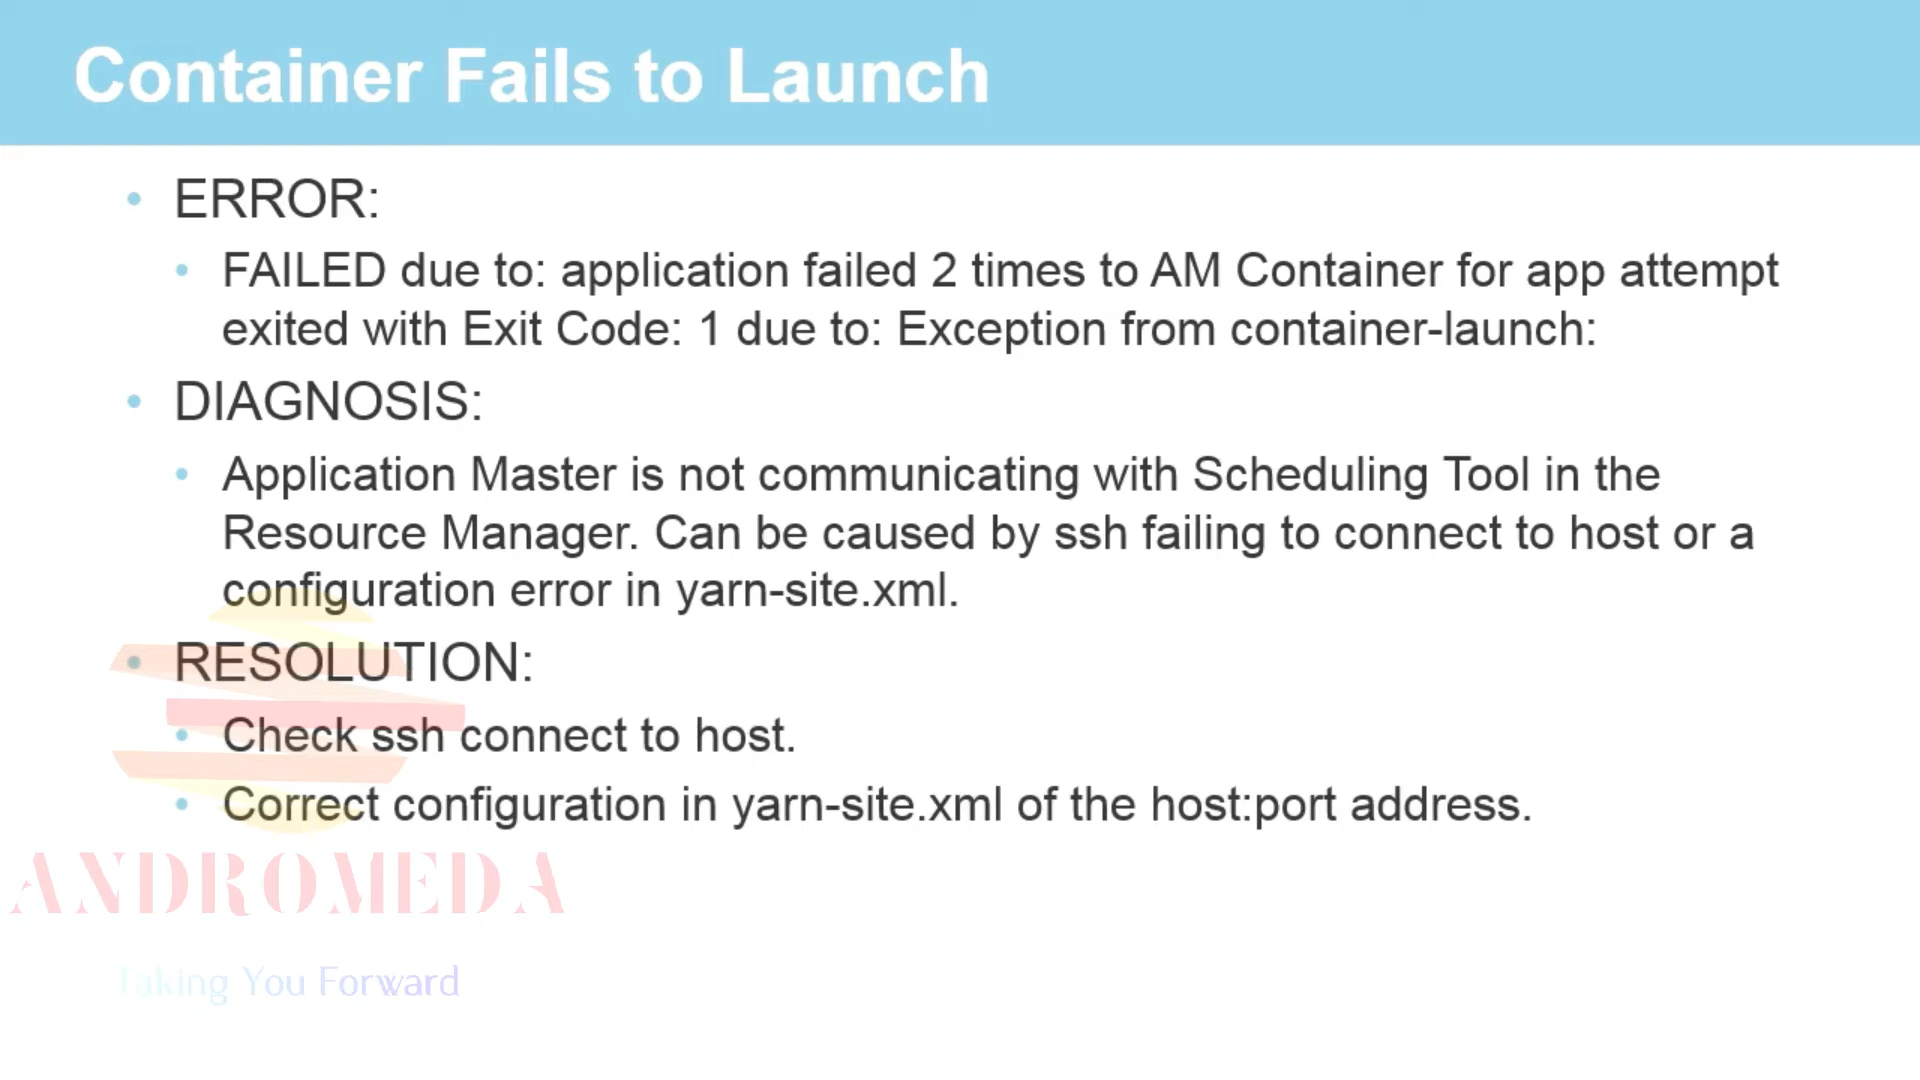 Container Fails to Launch
• ERROR:
• FAILED due to: application failed 2 times to AM Container for app attempt
exited with Exit Code: 1 due to: Exception from container-launch:
• DIAGNOSIS:
• Application Master is not communicating with Scheduling Tool in the
Resource Manager. Can be caused by ssh failing to connect to host or a
configuration error in yarn-site.xml.
• RESOLUTION:
• Check ssh connect to host.
• Correct configuration in yarn-site.xml of the host:port address.
ANDROMEDA
Taking You Forward